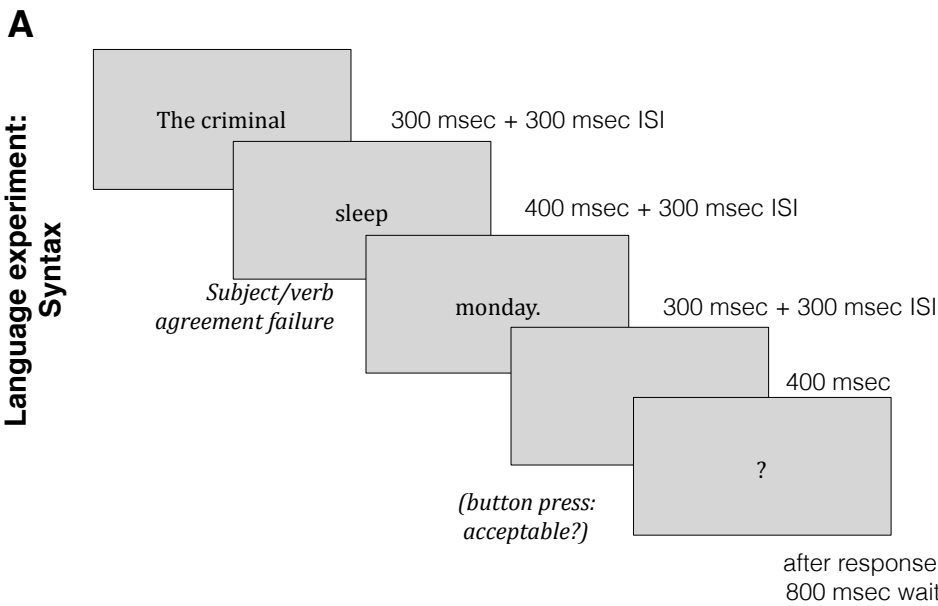 A
Language experiment:
Syntax
The criminal
300 msec + 300 msec ISI
sleep
400 msec + 300 msec ISI
Subject/verb
agreement failure
monday.
300 msec + 300 msec ISI
400 msec
?
(button press:
acceptable?)
after response
800 msec wait